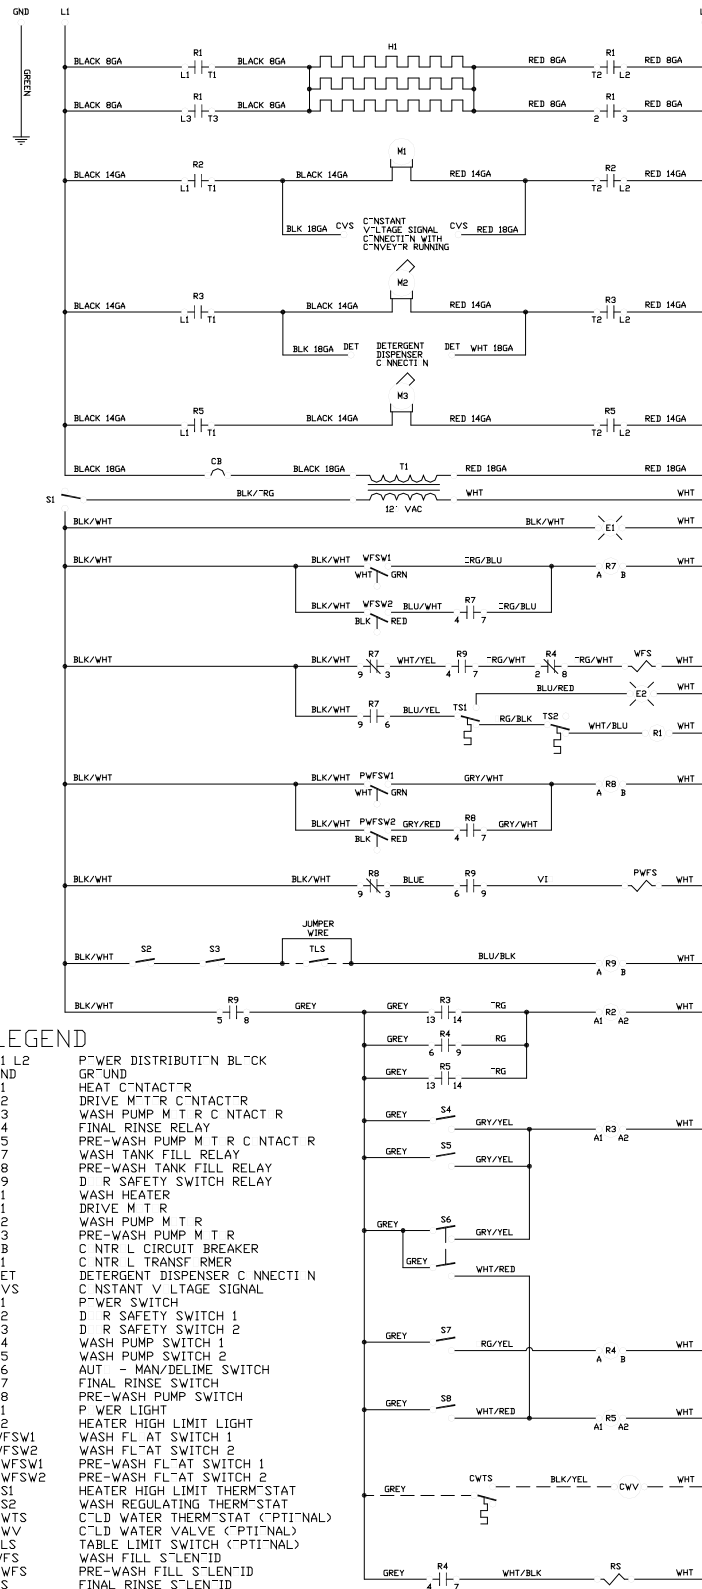 GND L1 L
GREEN
H1
BLACK 8GA R1 BLACK 8GA RED 8GA R1 RED 8GA
L1 T1 T2 L2
BLACK 8GA R1 BLACK 8GA RED 8GA R1 RED 8GA
L3 T3 2 3
M1
BLACK 14GA R2 BLACK 14GA RED 14GA R2 RED 14GA
L1 T1 T2 L2
BLK 18GA CVS C NSTANT CVS RED 18GA
V LTAGE SIGNAL
C NNECTI N WITH
C NVEY R RUNNING
M2
BLACK 14GA R3 BLACK 14GA RED 14GA R3 RED 14GA
L1 T1 T2 L2
BLK 18GA DET DETERGENT DET WHT 18GA
DISPENSER
C NNECTI N
M3
BLACK 14GA R5 BLACK 14GA RED 14GA R5 RED 14GA
L1 T1 T2 L2
BLACK 18GA CB BLACK 18GA T1 RED 18GA RED 18GA
S1 BLK/ RG WHT WHT
12 VAC
BLK/WHT BLK/WHT E1 WHT
BLK/WHT BLK/WHT WFSW1 RG/BLU R7 WHT
WHT GRN A B
BLK/WHT WFSW2 BLU/WHT R7 RG/BLU
BLK RED 4 7
BLK/WHT BLK/WHT R7 WHT/YEL R9 RG/WHT R4 RG/WHT WFS WHT
9 3 4 7 2 8
BLU/RED E2 WHT
BLK/WHT R7 BLU/YEL TS1 RG/BLK TS2 WHT/BLU R1 WHT
9 6
BLK/WHT BLK/WHT PWFSW1 GRY/WHT R8 WHT
WHT GRN A B
BLK/WHT PWFSW2 GRY/RED R8 GRY/WHT
BLK RED 4 7
BLK/WHT BLK/WHT R8 BLUE R9 VI PWFS WHT
9 3 6 9
JUMPER
WIRE
BLK/WHT S2 S3 TLS BLU/BLK R9 WHT
A B
BLK/WHT R9 GREY GREY R3 RG R2 WHT
5 8 13 14 A1 A2
GREY R4 RG
6 9
GREY R5 RG
13 14
GREY S4 GRY/YEL R3 WHT
A1 A2
GREY S5 GRY/YEL
GREY S6 GRY/YEL
GREY WHT/RED
GREY S7 RG/YEL R4 WHT
A B
GREY S8 WHT/RED R5 WHT
A1 A2
GREY CWTS BLK/YEL CWV WHT
GREY R4 WHT/BLK RS WHT
4 7
LEGEND
1 L2 P WER DISTRIBUTI N BL CK
ND GR UND
1 HEAT C NTACT R
2 DRIVE M T R C NTACT R
3 WASH PUMP M T R C NTACT R
4 FINAL RINSE RELAY
5 PRE-WASH PUMP M T R C NTACT R
7 WASH TANK FILL RELAY
8 PRE-WASH TANK FILL RELAY
9 D R SAFETY SWITCH RELAY
1 WASH HEATER
1 DRIVE M T R
2 WASH PUMP M T R
3 PRE-WASH PUMP M T R
B C NTR L CIRCUIT BREAKER
1 C NTR L TRANSF RMER
ET DETERGENT DISPENSER C NNECTI N
VS C NSTANT V LTAGE SIGNAL
1 P WER SWITCH
2 D R SAFETY SWITCH 1
3 D R SAFETY SWITCH 2
4 WASH PUMP SWITCH 1
5 WASH PUMP SWITCH 2
6 AUT - MAN/DELIME SWITCH
7 FINAL RINSE SWITCH
8 PRE-WASH PUMP SWITCH
1 P WER LIGHT
2 HEATER HIGH LIMIT LIGHT
WFSW1 WASH FL AT SWITCH 1
WFSW2 WASH FL AT SWITCH 2
WFSW1 PRE-WASH FL AT SWITCH 1
WFSW2 PRE-WASH FL AT SWITCH 2
S1 HEATER HIGH LIMIT THERM STAT
S2 WASH REGULATING THERM STAT
WTS C LD WATER THERM STAT ( PTI NAL)
WV C LD WATER VALVE ( PTI NAL)
LS TABLE LIMIT SWITCH ( PTI NAL)
FS WASH FILL S LEN ID
WFS PRE-WASH FILL S LEN ID
S FINAL RINSE S LEN ID